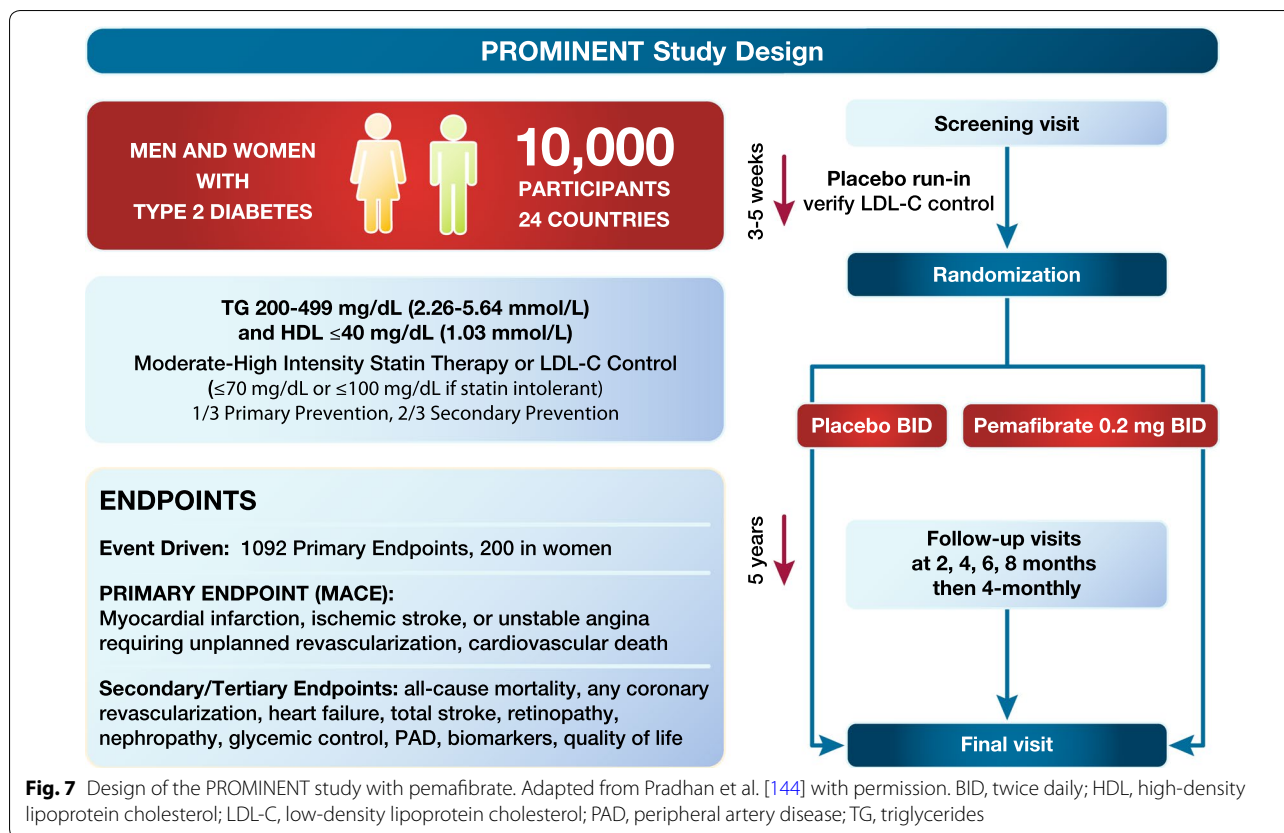 PROMINENT Study Design
MEN AND WOMEN
WITH
TYPE 2 DIABETES
10,000
PARTICIPANTS
24 COUNTRIES
TG 200-499 mg/dL (2.26-5.64 mmol/L)
and HDL ≤40 mg/dL (1.03 mmol/L)
Moderate-High Intensity Statin Therapy or LDL-C Control
(≤70 mg/dL or ≤100 mg/dL if statin intolerant)
1/3 Primary Prevention, 2/3 Secondary Prevention
ENDPOINTS
Event Driven: 1092 Primary Endpoints, 200 in women
PRIMARY ENDPOINT (MACE):
Myocardial infarction, ischemic stroke, or unstable angina
requiring unplanned revascularization, cardiovascular death
Secondary/Tertiary Endpoints: all-cause mortality, any coronary
revascularization, heart failure, total stroke, retinopathy,
nephropathy, glycemic control, PAD, biomarkers, quality of life
Screening visit
3-5 weeks
Placebo run-in
verify LDL-C control
Randomization
Placebo BID
Pemafibrate 0.2 mg BID
5 years
Follow-up visits
at 2, 4, 6, 8 months
then 4-monthly
Final visit
Fig. 7 Design of the PROMINENT study with pemafibrate. Adapted from Pradhan et al. [144] with permission. BID, twice daily; HDL, high-density
lipoprotein cholesterol; LDL-C, low-density lipoprotein cholesterol; PAD, peripheral artery disease; TG, triglycerides